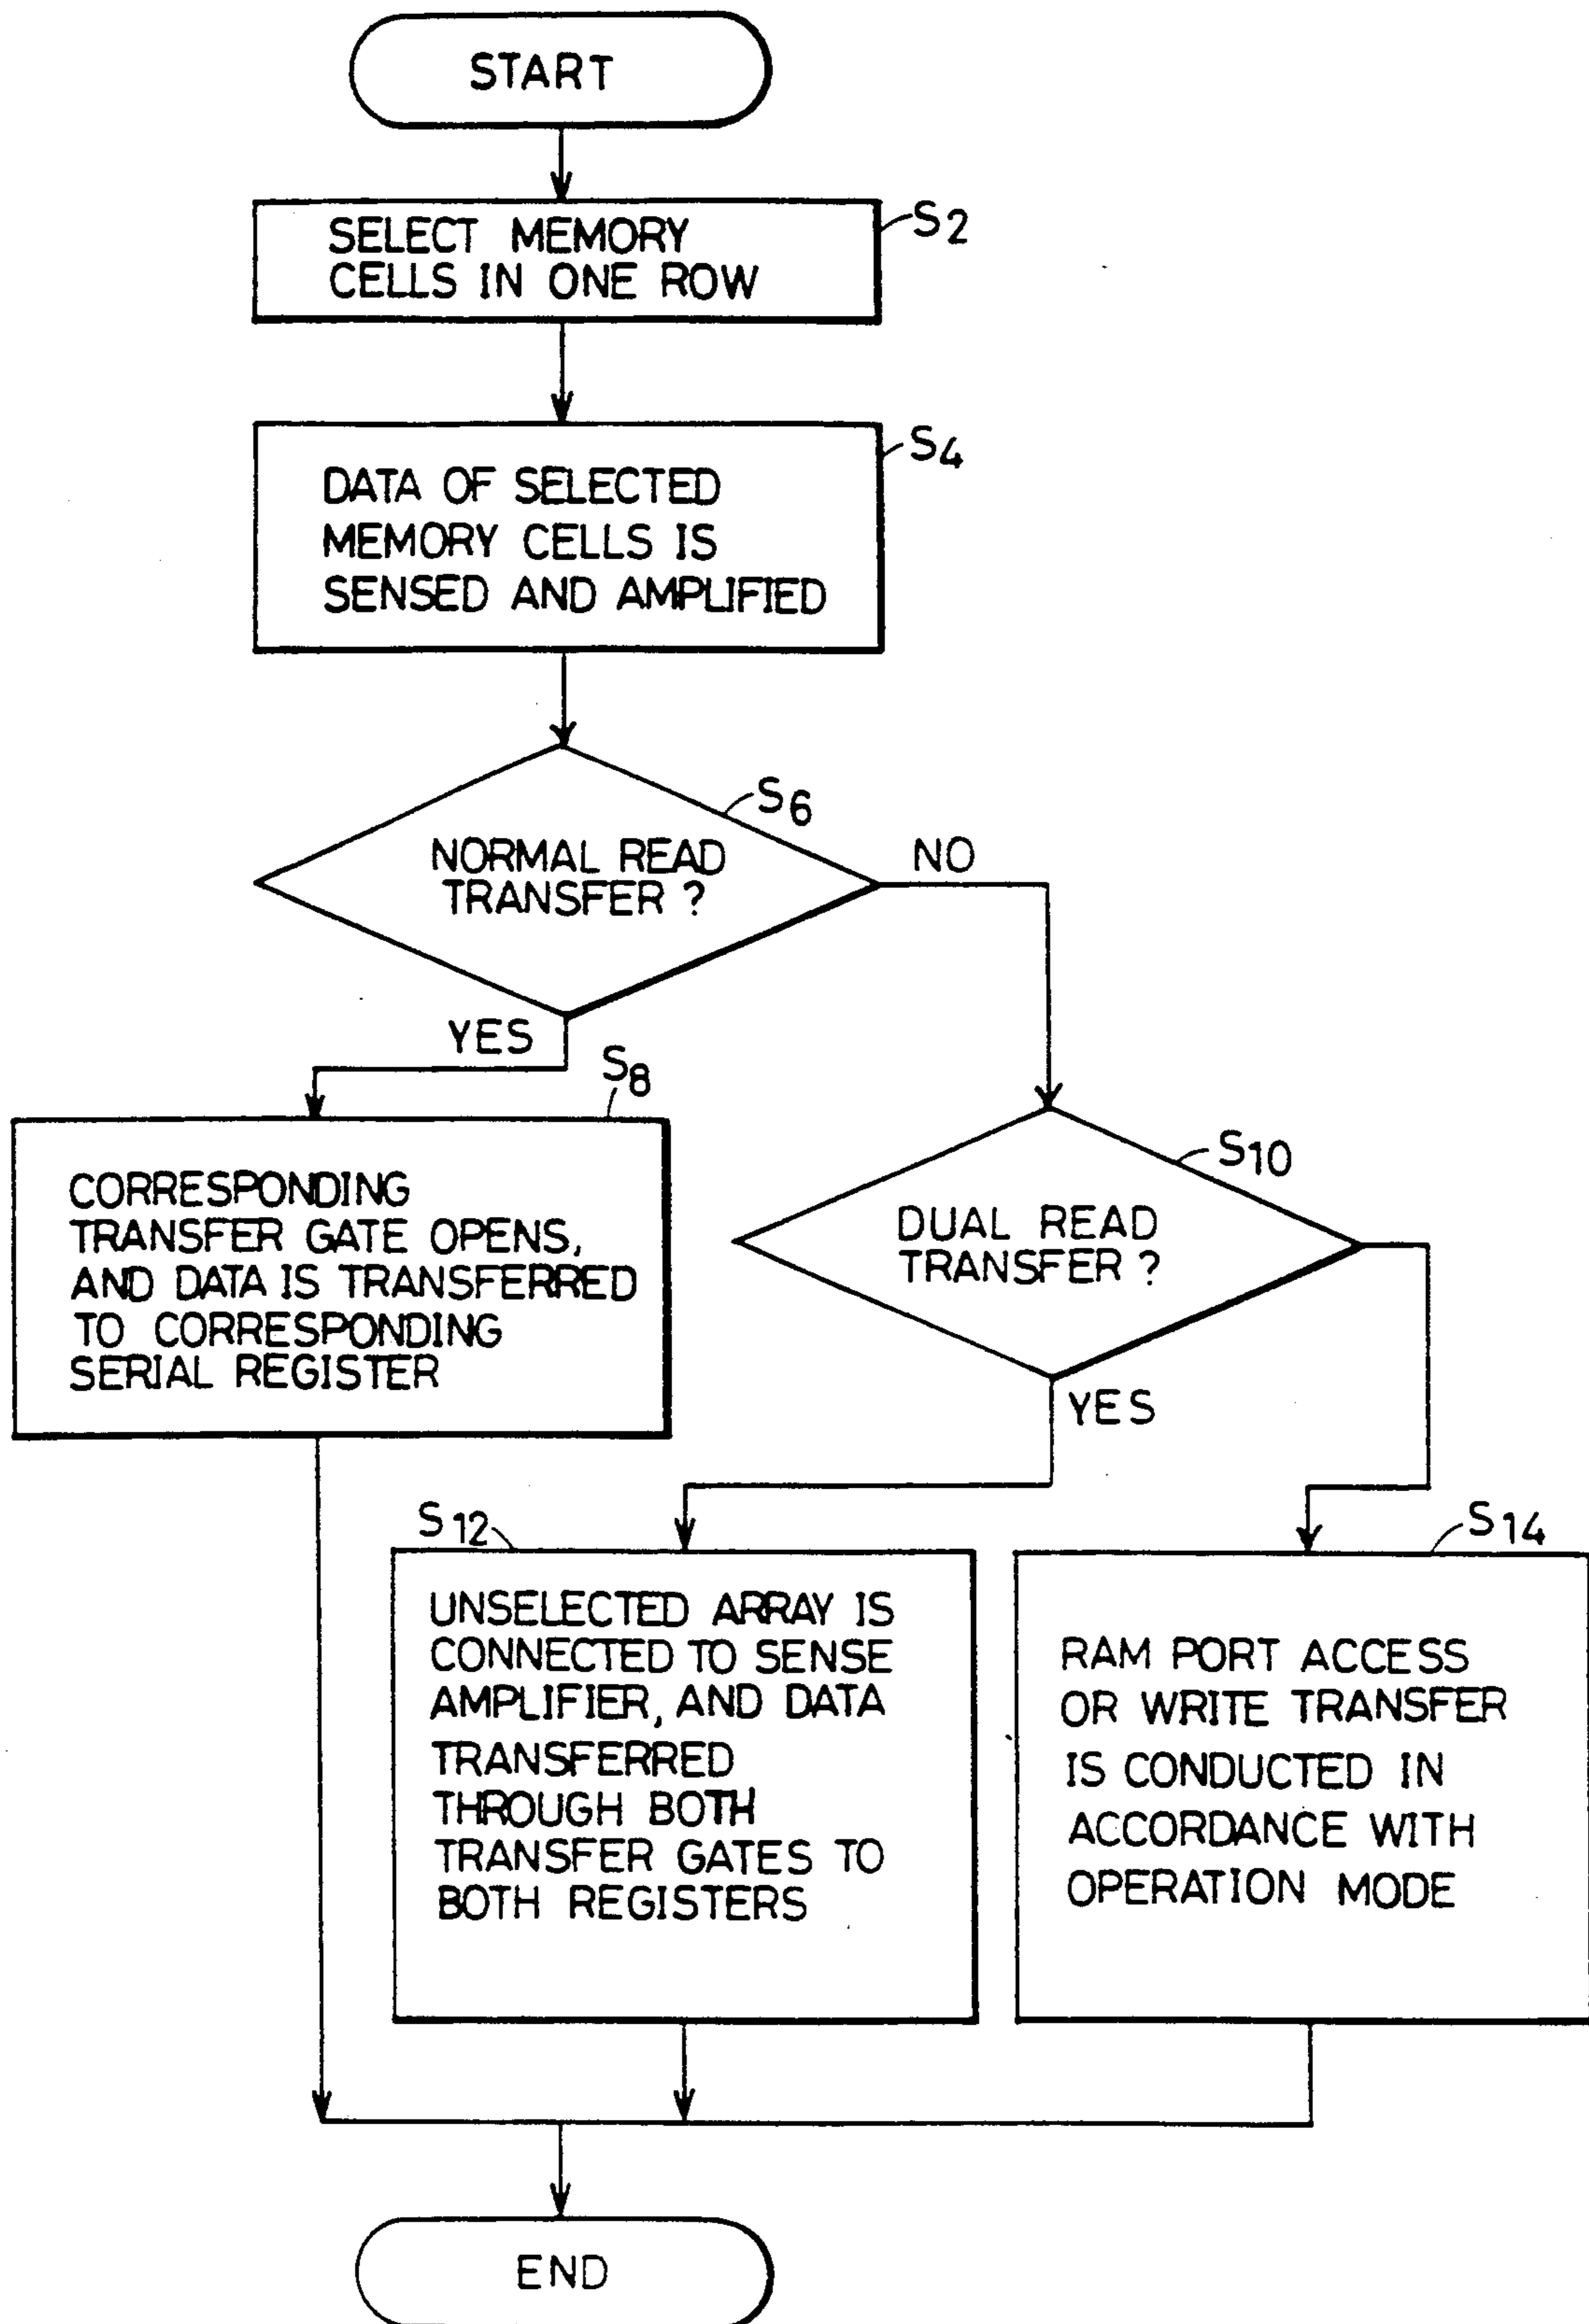 START
SELECT MEMORY
CELLS IN ONE ROW
S2
DATA OF SELECTED
MEMORY CELLS IS
SENSED AND AMPLIFIED
S4
NORMAL READ
TRANSFER ?
S6
NO
YES
S8
CORRESPONDING
TRANSFER GATE OPENS,
AND DATA IS TRANSFERRED
TO CORRESPONDING
SERIAL REGISTER
S10
DUAL READ
TRANSFER ?
YES
S12
UNSELECTED ARRAY IS
CONNECTED TO SENSE
AMPLIFIER, AND DATA
TRANSFERRED
THROUGH BOTH
TRANSFER GATES TO
BOTH REGISTERS
S14
RAM PORT ACCESS
OR WRITE TRANSFER
IS CONDUCTED IN
ACCORDANCE WITH
OPERATION MODE
END